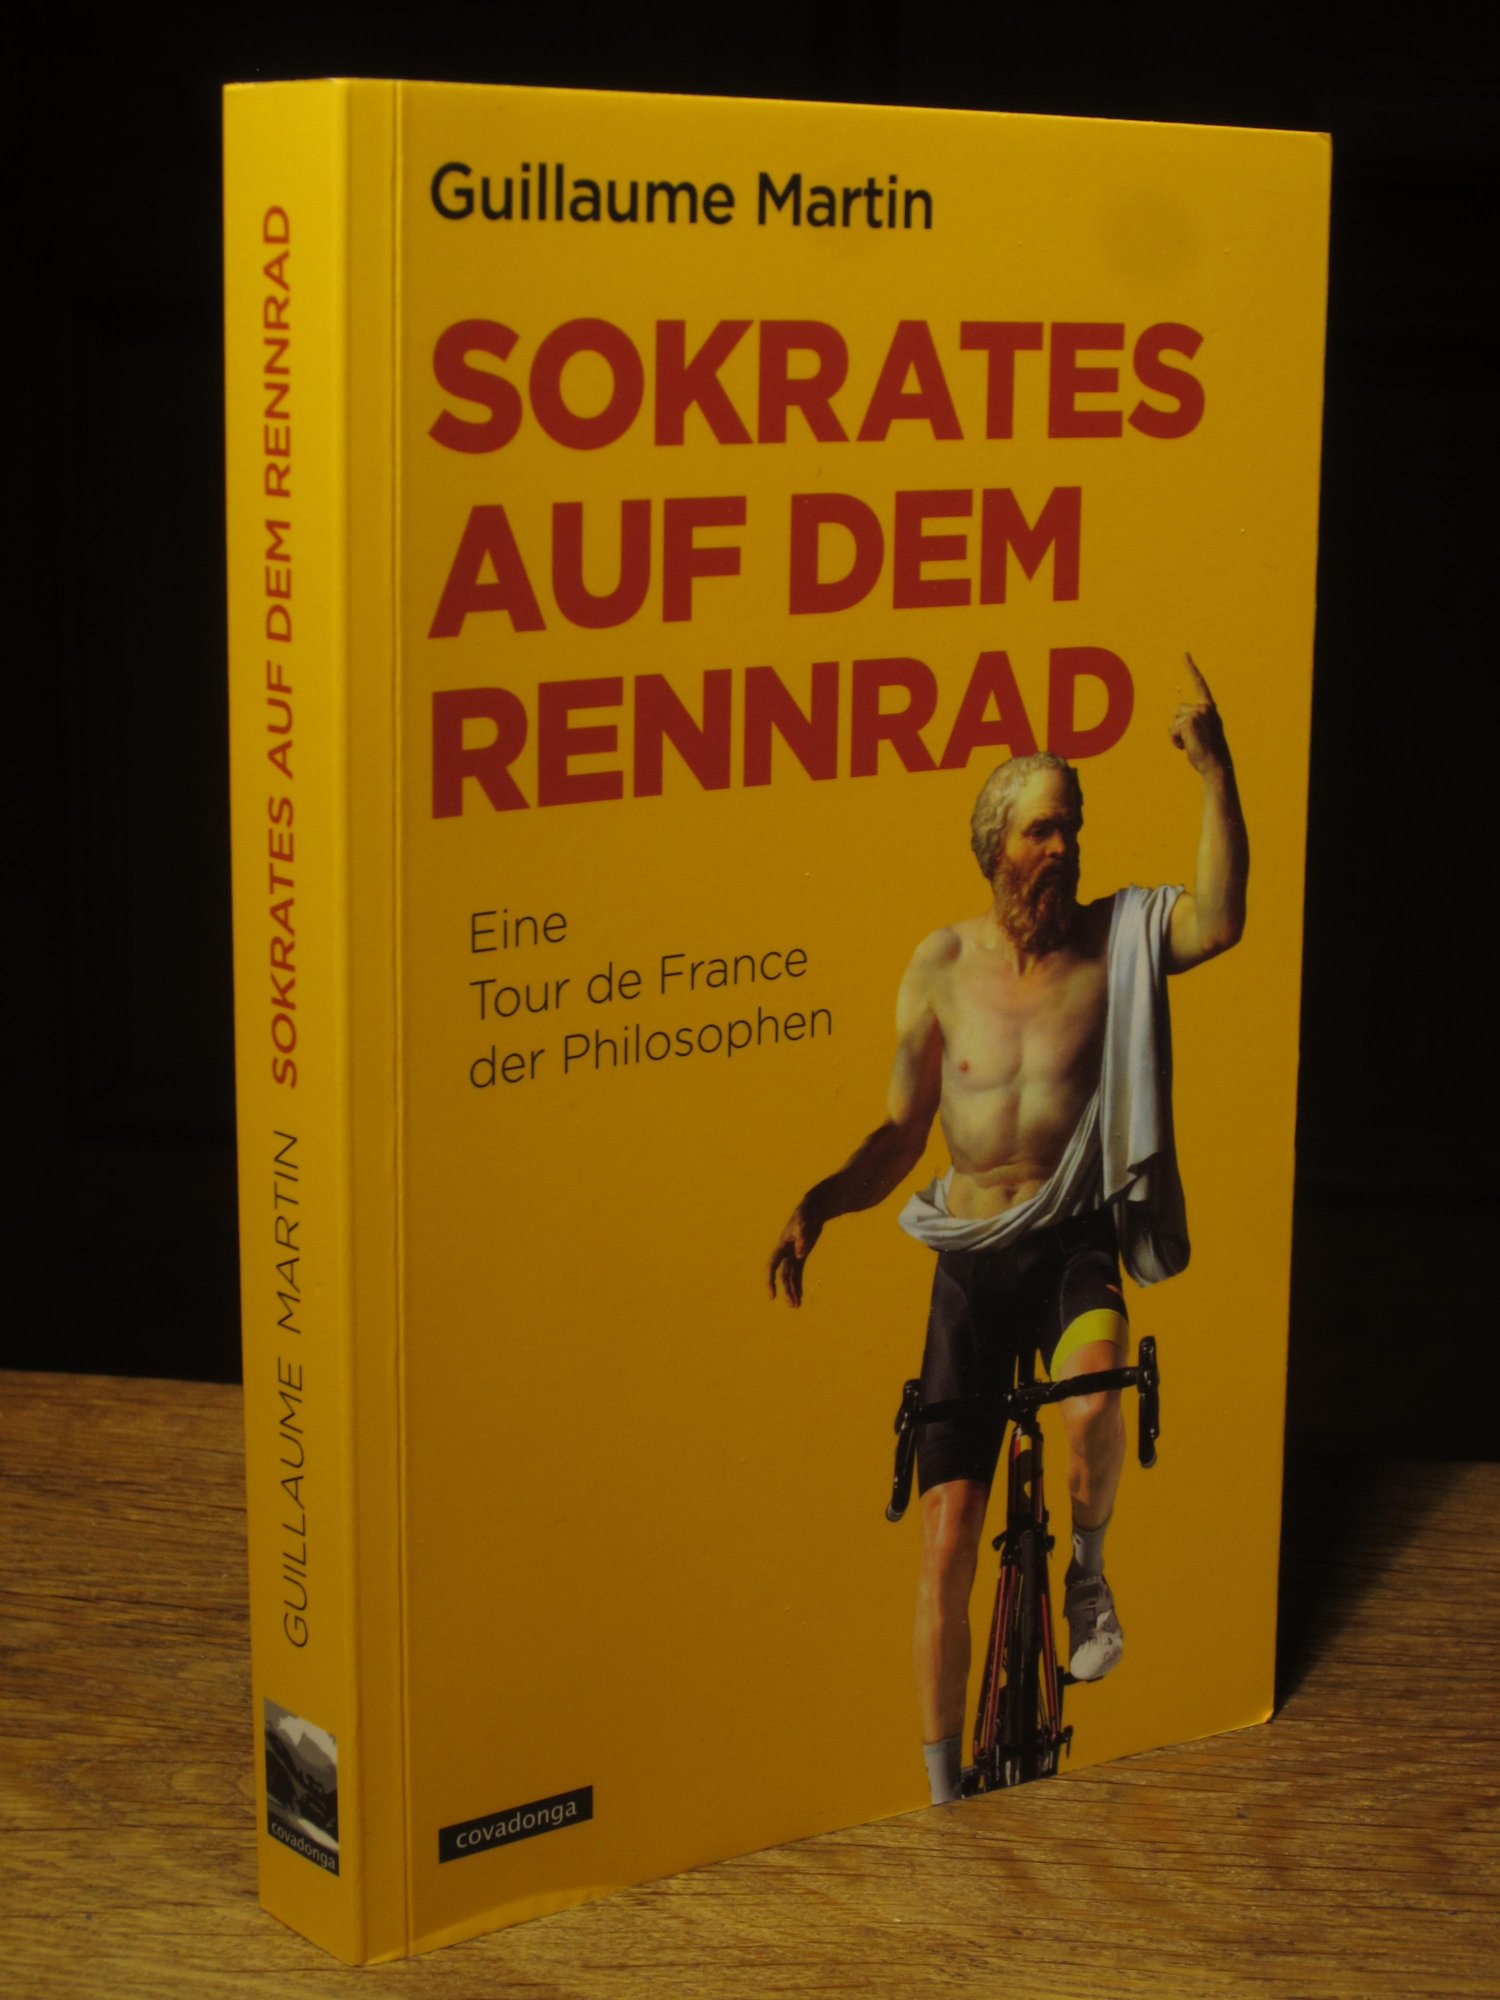 GUILLAUME MARTIN SOKRATES AUF DEM RENNRAD
covadonga
Guillaume Martin
SOKRATES
AUF DEM
RENNRAD
Eine
Tour de France
der Philosophen
covadonga